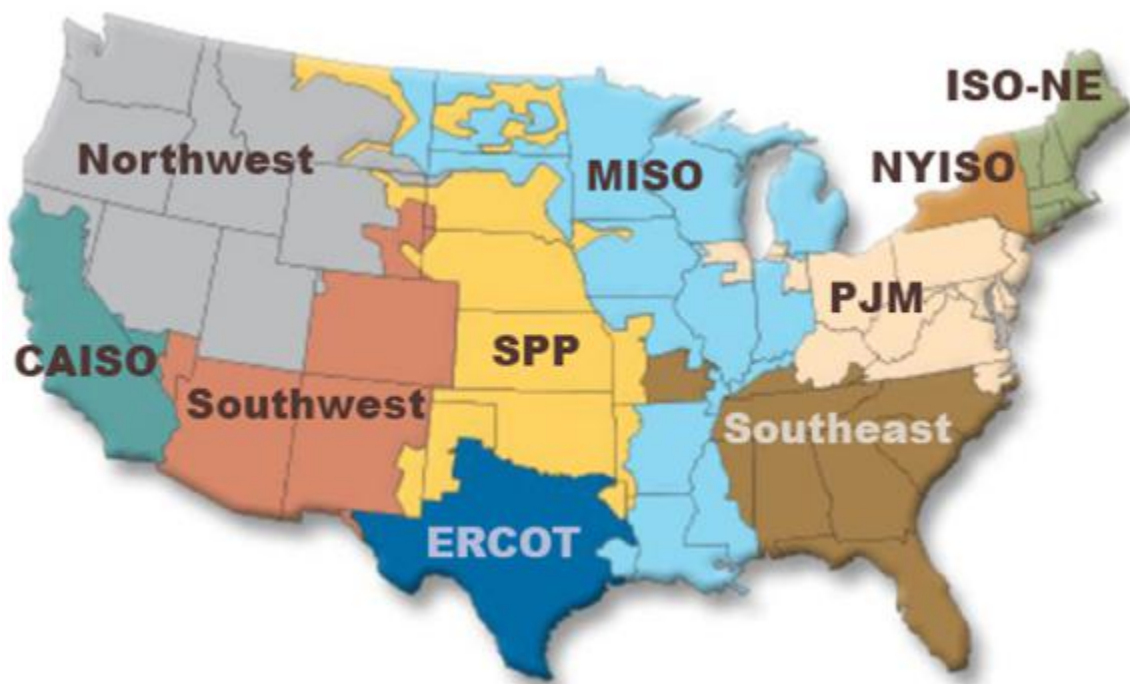 ISO-NE
Northwest
MISO
NYISO
PJM
CAISO
SPP
Southwest
Southeast
ERCOT